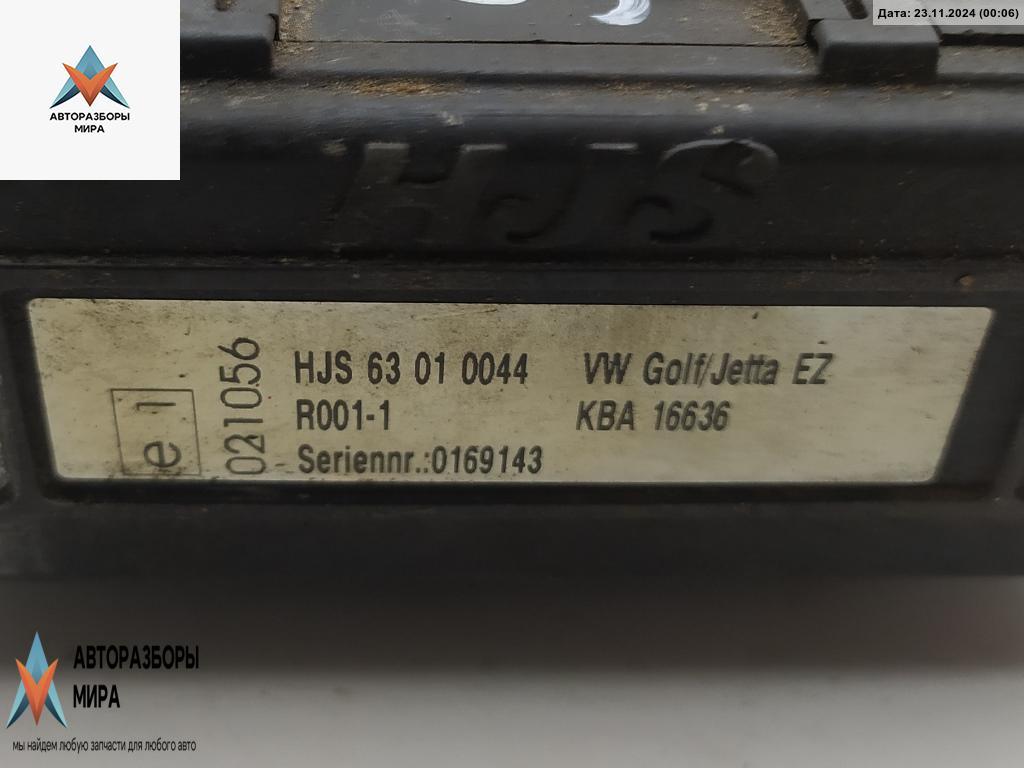 Дата: 23.11.2024 (00:06)
АВТОРАЗБОРЫ
МИРА
HJS
e 1
021056
HJS 63 01 0044 VW Golf/Jetta EZ
R001-1 KBA 16636
Seriennr.:0169143
АВТОРАЗБОРЫ
МИРА
мы найдем любую запчасти для любого авто